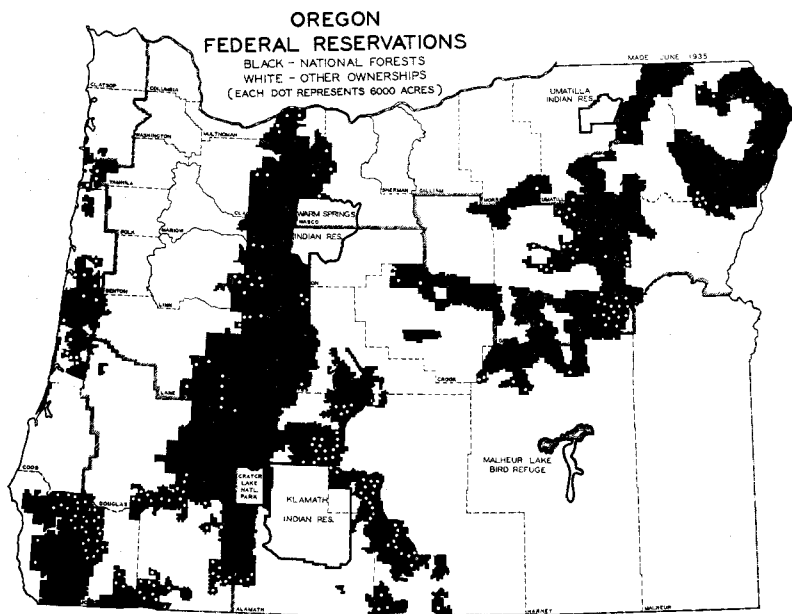 OREGON
FEDERAL RESERVATIONS
BLACK - NATIONAL FORESTS
WHITE - OTHER OWNERSHIPS
(EACH DOT REPRESENTS 6000 ACRES)
MADE JUNE 1935
UMATILLA
INDIAN RES.
CLATSOP
COLUMBIA
WASHINGTON
MULTNOMAH
YAMHILL
SHERMAN
GILLIAM
UMATILLA
WARM SPRINGS
WASCO
INDIAN RES.
POLK
MARION
BENTON
LINN
LANE
CROOK
MALHEUR LAKE
BIRD REFUGE
COOS
DOUGLAS
CRATER
LAKE
NATL.
PARK
KLAMATH
INDIAN RES.
KLAMATH
HARNEY
MALHEUR